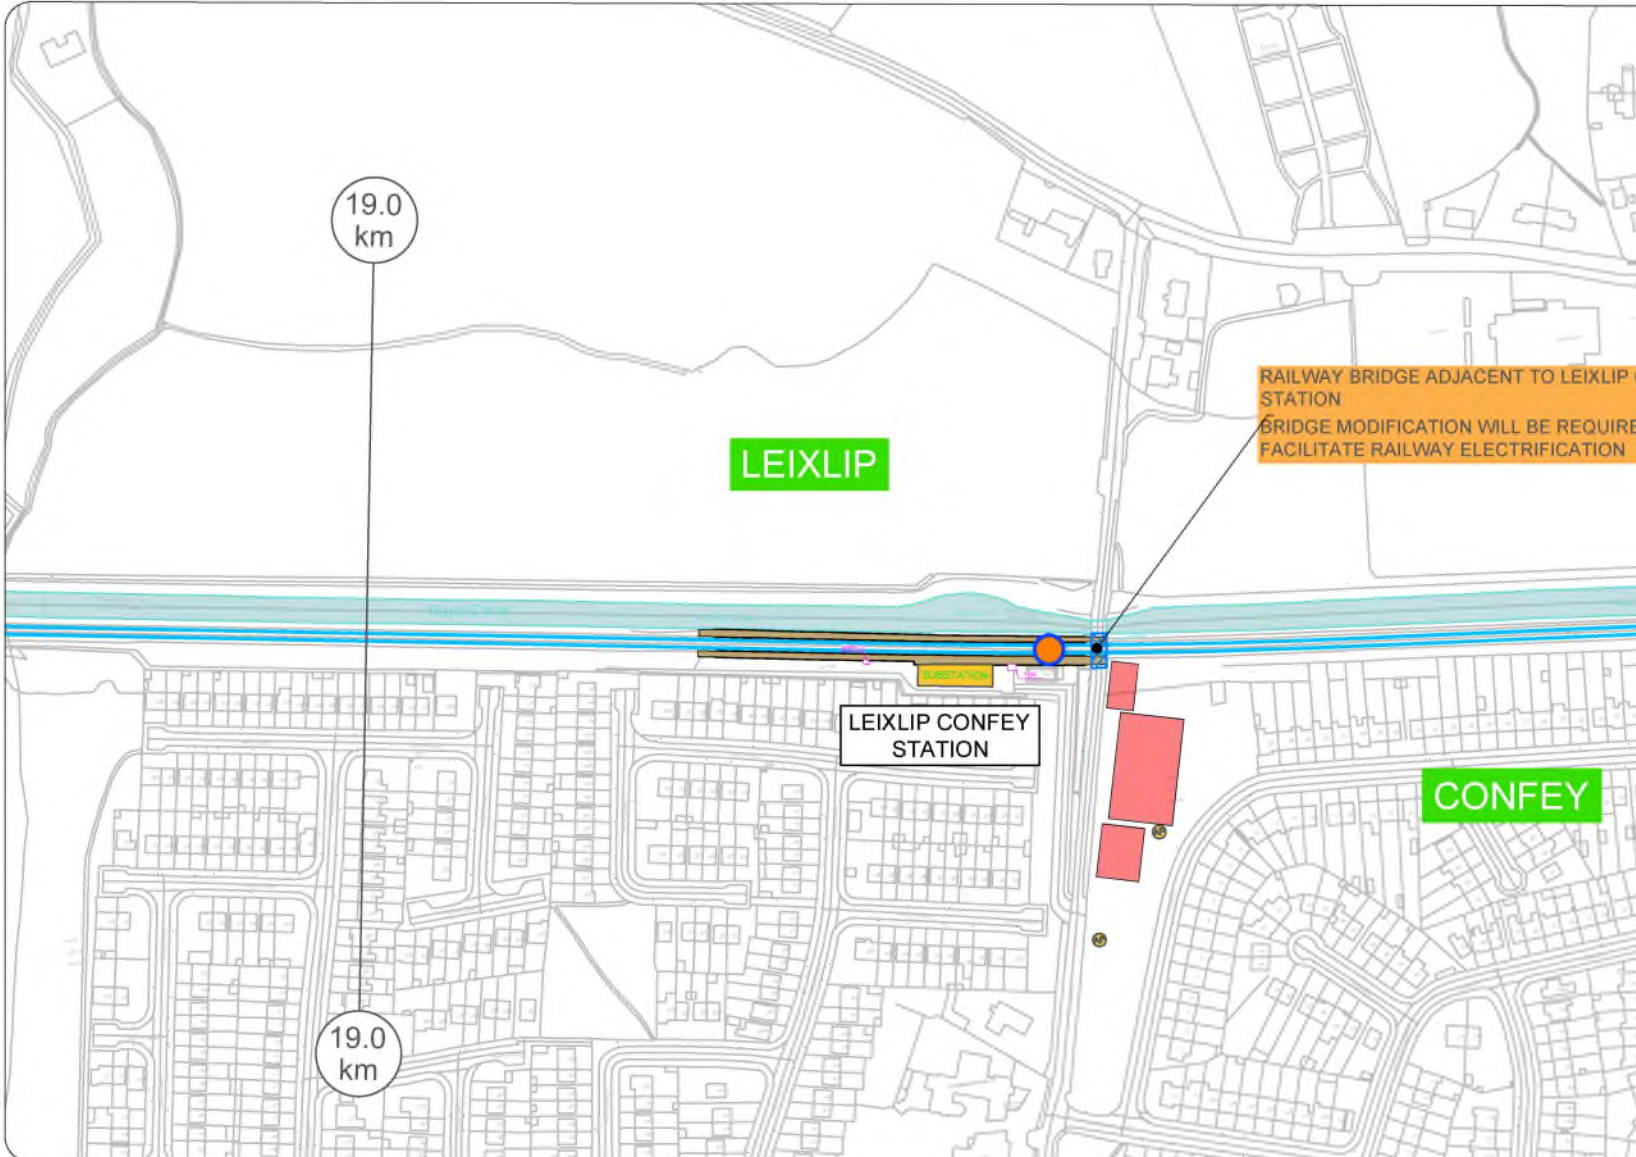 19.0
km
RAILWAY BRIDGE ADJACENT TO LEIXLIP
STATION
BRIDGE MODIFICATION WILL BE REQUIRE
FACILITATE RAILWAY ELECTRIFICATION
LEIXLIP
SUBSTATION
LEIXLIP CONFEY
STATION
CONFEY
19.0
km